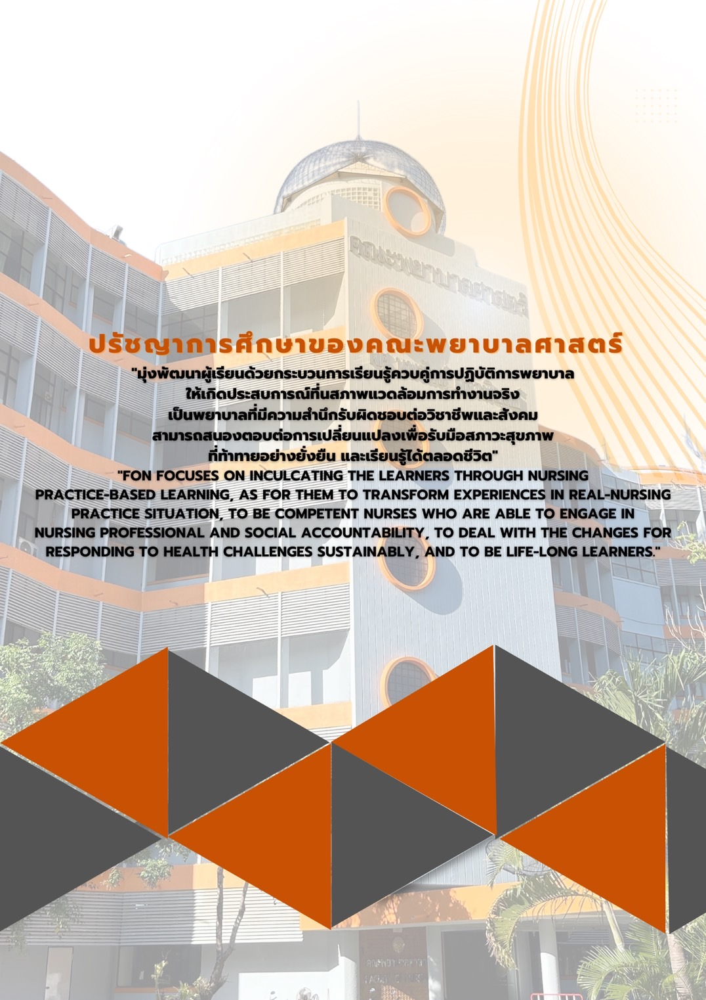 คณะพยาบาลศาสตร์
ปรัชญาการศึกษาของคณะพยาบาลศาสตร์
"มุ่งพัฒนาผู้เรียนด้วยกระบวนการเรียนรู้ควบคู่การปฏิบัติการพยาบาล
ให้เกิดประสบการณ์ที่นสภาพแวดล้อมการทำงานจริง
เป็นพยาบาลที่มีความสำนึกรับผิดชอบต่อวิชาชีพและสังคม
สามารถสนองตอบต่อการเปลี่ยนแปลงเพื่อรับมือสภาวะสุขภาพ
ที่ท้าทายอย่างยั่งยืน และเรียนรู้ได้ตลอดชีวิต"
"FON FOCUSES ON INCULCATING THE LEARNERS THROUGH NURSING
PRACTICE-BASED LEARNING, AS FOR THEM TO TRANSFORM EXPERIENCES IN REAL-NURSING
PRACTICE SITUATION, TO BE COMPETENT NURSES WHO ARE ABLE TO ENGAGE IN
NURSING PROFESSIONAL AND SOCIAL ACCOUNTABILITY, TO DEAL WITH THE CHANGES FOR
RESPONDING TO HEALTH CHALLENGES SUSTAINABLY, AND TO BE LIFE-LONG LEARNERS."